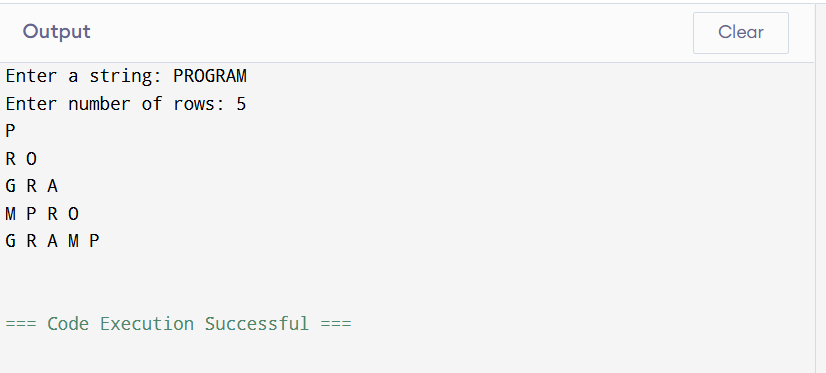 Output
Clear
Enter a string: PROGRAM
Enter number of rows: 5
P
R O
G R A
M P R O
G R A M P
=== Code Execution Successful ===